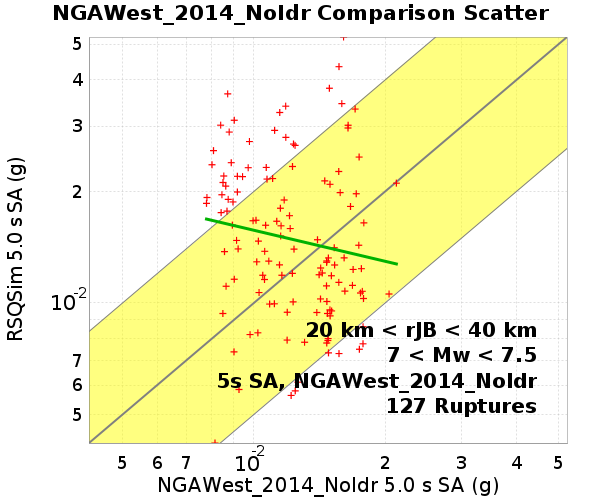 NGAWest_2014_NoIdr Comparison Scatter
RSQSim 5.0 s SA (g)
5
4
3
2
10-2
7
6
5
20 km < rJB < 40 km
7 < Mw < 7.5
5s SA, NGAWest_2014_NoIdr
127 Ruptures
5 6 7 10-2 2 3 4 5
NGAWest_2014_NoIdr 5.0 s SA (g)